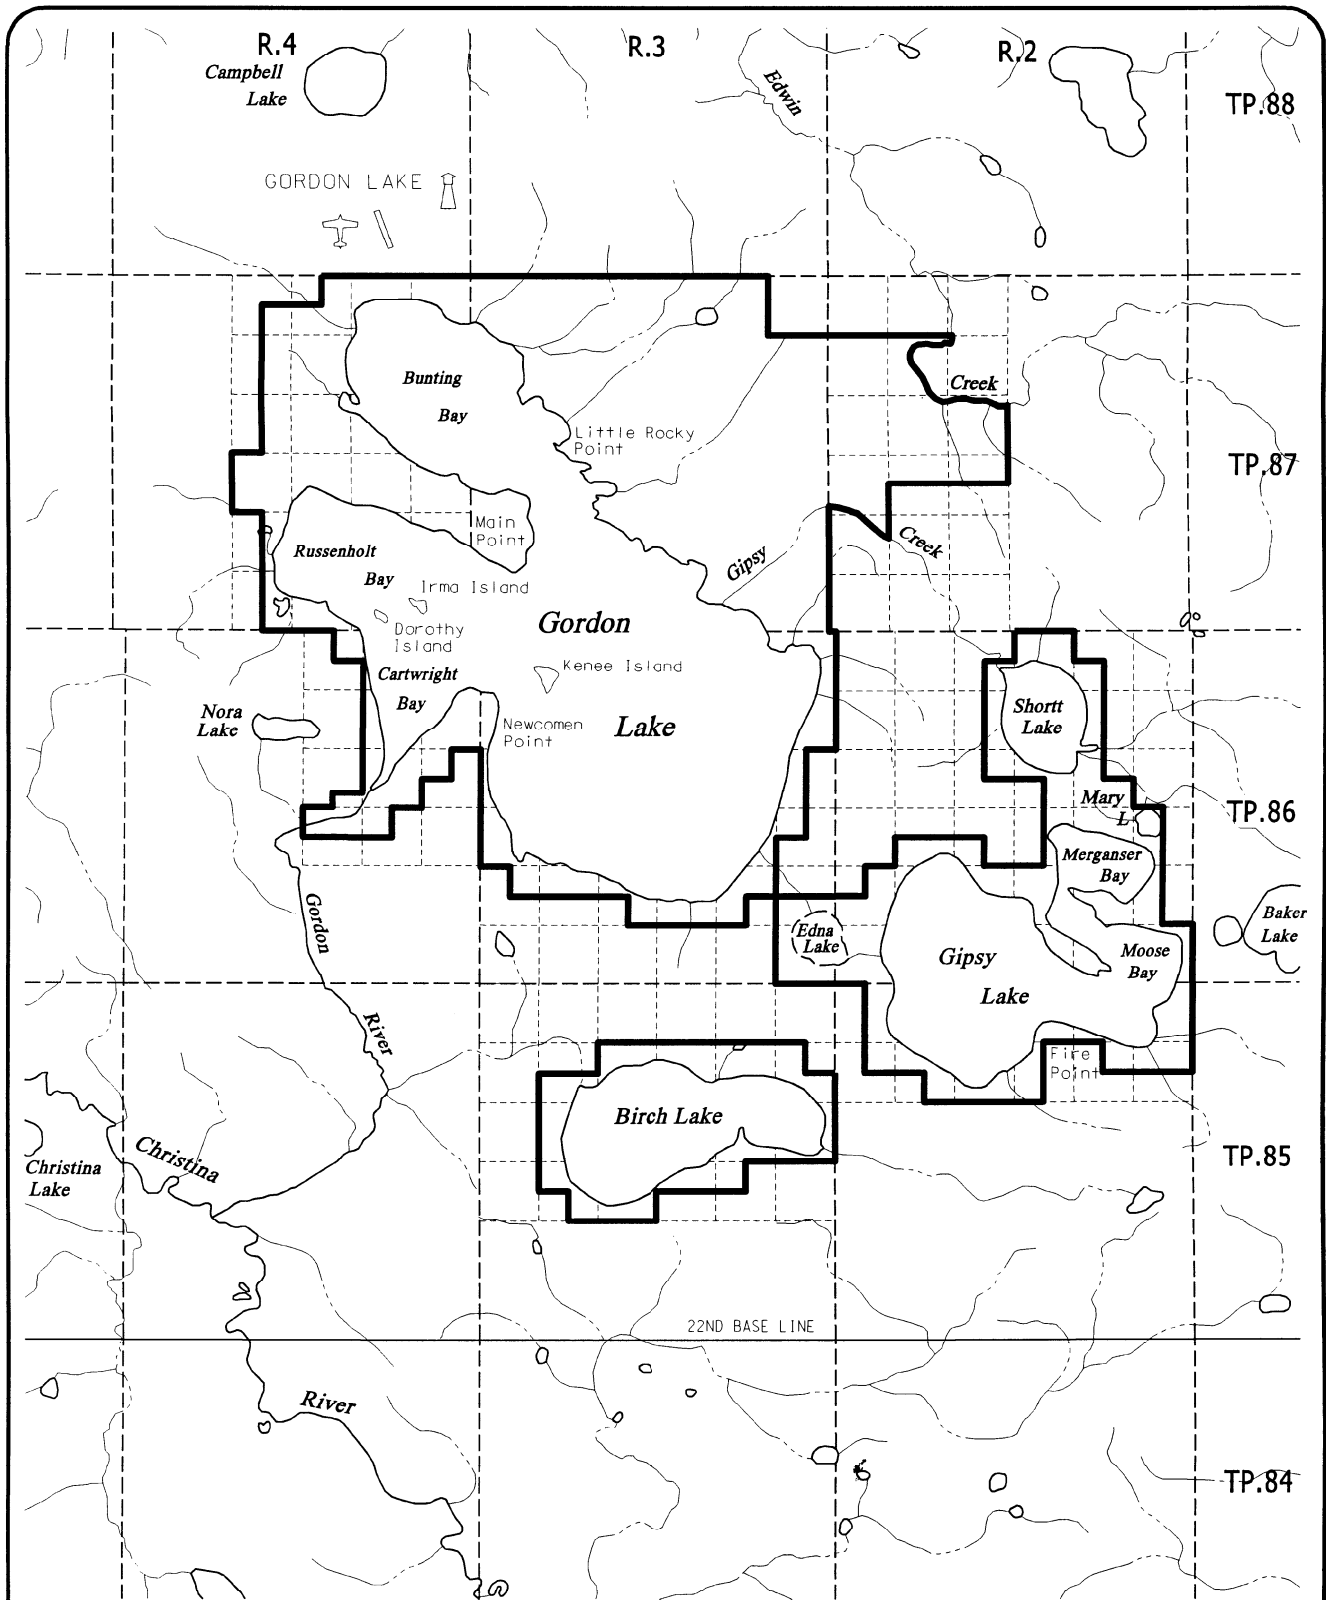 R.4
R.3
R.2
Campbell
Lake
Edwin
TP.88
GORDON LAKE
Bunting
Bay
Creek
Little Rocky
Point
TP.87
Main
Point
Creek
Russenholt
Bay
Gipsy
Irma Island
Gordon
Dorothy
Island
Kenee Island
Cartwright
Bay
Nora
Lake
Shortt
Lake
Newcomen
Point
Lake
Mary
L
TP.86
Merganser
Bay
Gordon
Edna
Lake
Baker
Lake
Gipsy
Lake
Moose
Bay
River
Fire
Point
Birch Lake
Christina
Christina
Lake
TP.85
22ND BASE LINE
River
TP.84